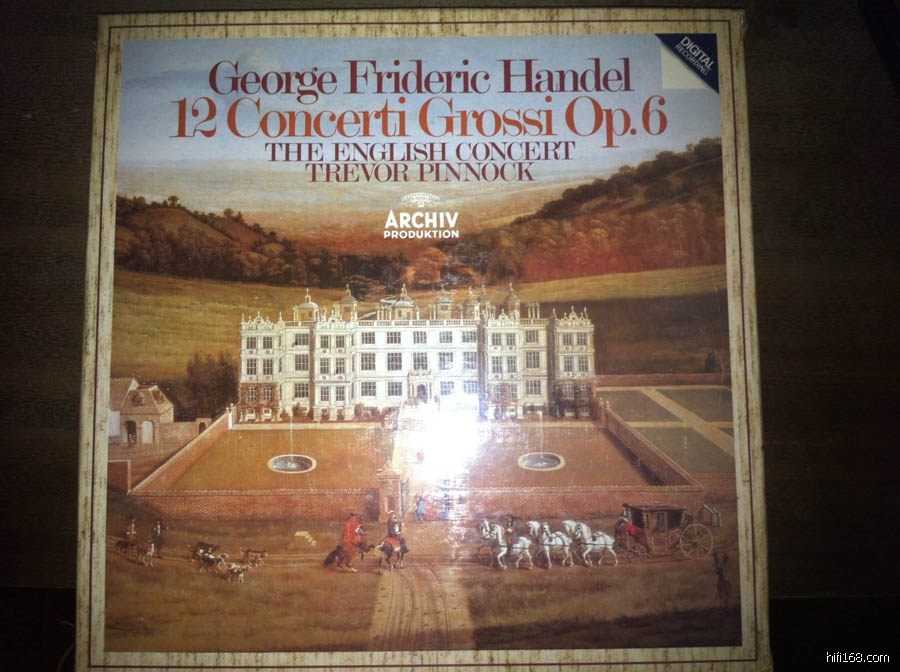 DIGITAL
RECORDING
George Frideric Handel
12 Concerti Grossi Op. 6
THE ENGLISH CONCERT
TREVOR PINNOCK
ARCHIV
PRODUKTION
hifi168.com